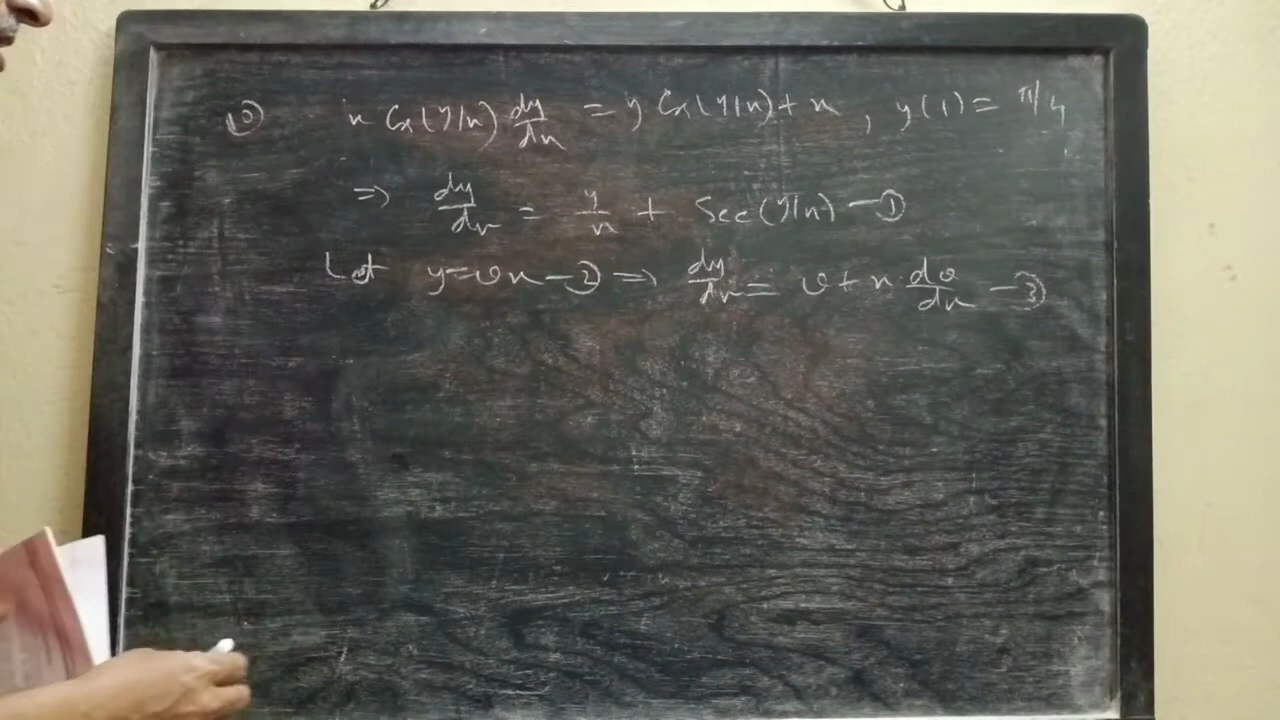 10) x Cos(y/x) dy/dx = y Cos(y/x) + x , y(1) = π/4
=> dy/dx = y/x + Sec(y/x) — ①
Let y = vx — ② => dy/dx = v + x . dv/dx — ③